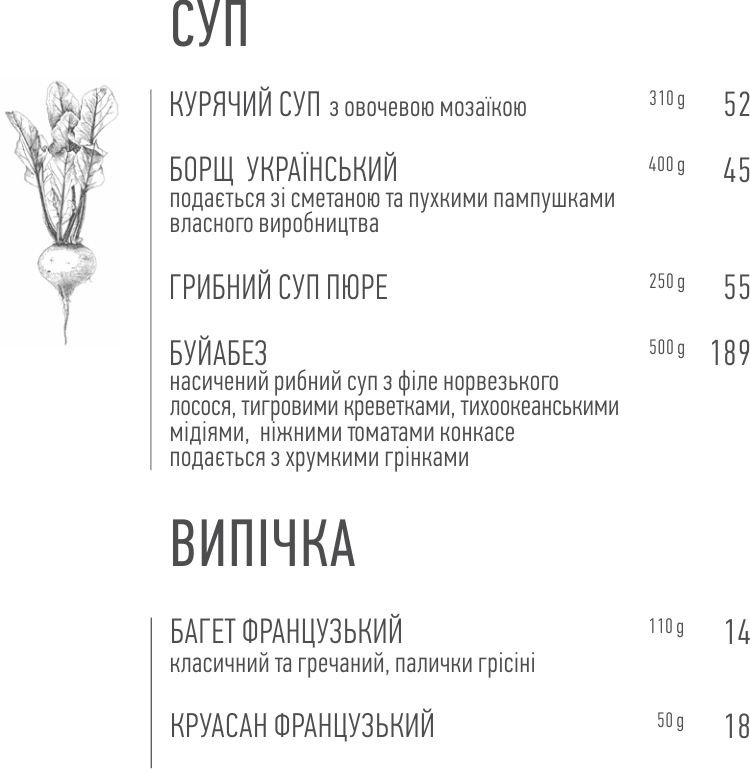 СУП
КУРЯЧИЙ СУП з овочевою мозаїкою 310 g 52
БОРЩ УКРАЇНСЬКИЙ 400 g 45
подається зі сметаною та пухкими пампушками
власного виробництва
ГРИБНИЙ СУП ПЮРЕ 250 g 55
БУЙАБЕЗ 500 g 189
насичений рибний суп з філе норвезького
лосося, тигровими креветками, тихоокеанськими
мідіями, ніжними томатами конкасе
подається з хрумкими грінками
ВИПІЧКА
БАГЕТ ФРАНЦУЗЬКИЙ 110 g 14
класичний та гречаний, палички грісіні
КРУАСАН ФРАНЦУЗЬКИЙ 50 g 18